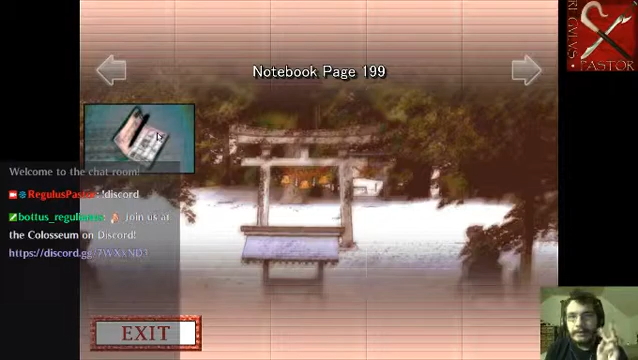 Notebook Page 199
PASTOR
Welcome to the chat room!
RegulusPastor: !discord
bottus_regulianus: join us at
the Colosseum on Discord!
EXIT